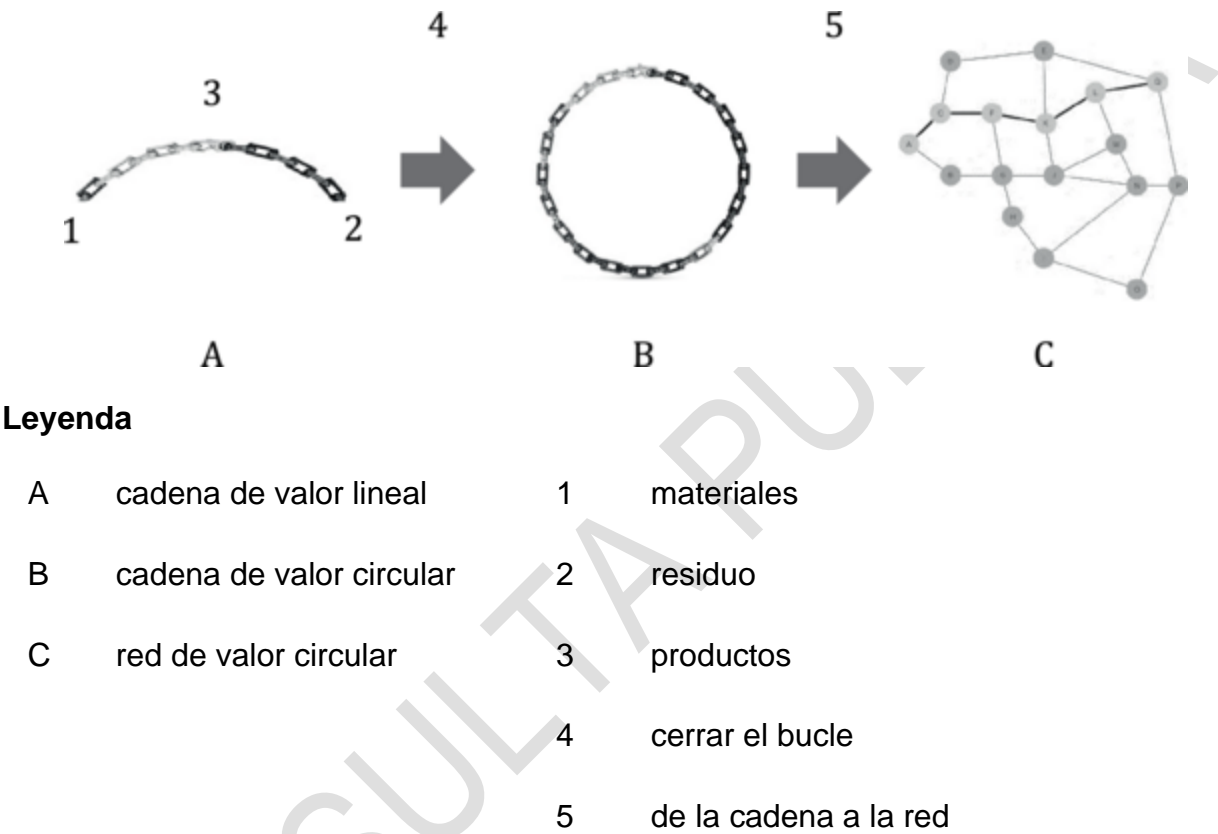 4 5
3
1 2
A B C
Leyenda
A cadena de valor lineal 1 materiales
B cadena de valor circular 2 residuo
C red de valor circular 3 productos
4 cerrar el bucle
5 de la cadena a la red